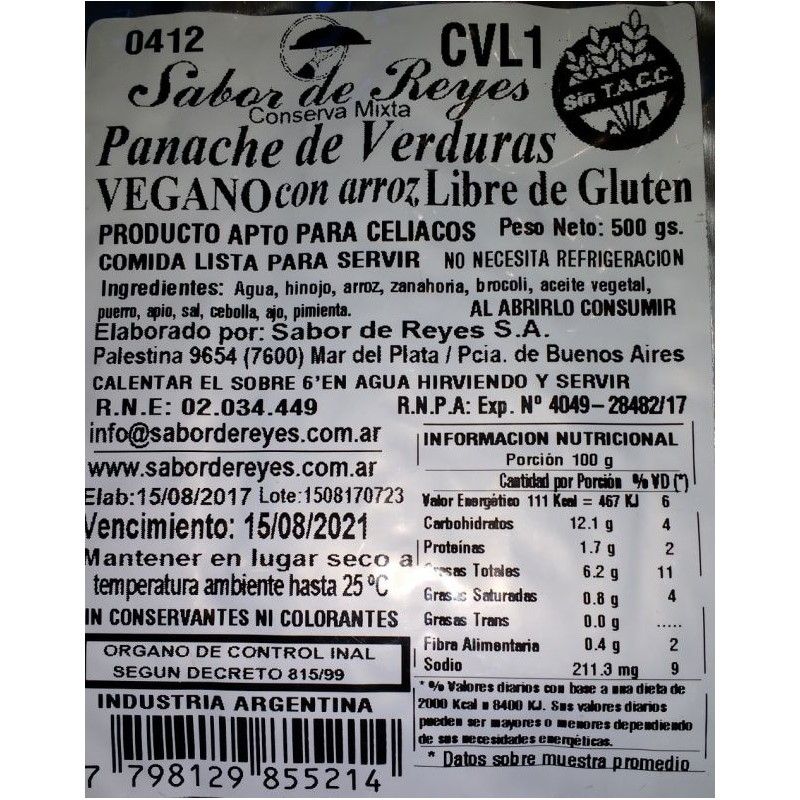 0412
CVL1
Sabor de Reyes
Conserva Mixta
Sin T.A.C.C.
Panache de Verduras
VEGANO con arroz Libre de Gluten
PRODUCTO APTO PARA CELIACOS Peso Neto: 500 gs.
COMIDA LISTA PARA SERVIR NO NECESITA REFRIGERACION
Ingredientes: Agua, hinojo, arroz, zanahoria, brocoli, aceite vegetal,
puerro, apio, sal, cebolla, ajo, pimienta. AL ABRIRLO CONSUMIR
Elaborado por: Sabor de Reyes S.A.
Palestina 9654 (7600) Mar del Plata / Pcia. de Buenos Aires
CALENTAR EL SOBRE 6'EN AGUA HIRVIENDO Y SERVIR
R.N.E: 02.034.449 R.N.P.A: Exp. Nº 4049-28482/17
info@sabordereyes.com.ar
www.sabordereyes.com.ar
Elab:15/08/2017 Lote:1508170723
Vencimiento: 15/08/2021
Mantener en lugar seco a
temperatura ambiente hasta 25 ºC
IN CONSERVANTES NI COLORANTES
ORGANO DE CONTROL INAL
SEGUN DECRETO 815/99
INDUSTRIA ARGENTINA
7 798129 855214
INFORMACION NUTRICIONAL
Porción 100 g
Cantidad por Porción % VD (*)
Valor Energético 111 Kcal = 467 KJ 6
Carbohidratos 12.1 g 4
Proteínas 1.7 g 2
Grasas Totales 6.2 g 11
Grasas Saturadas 0.8 g 4
Grasas Trans 0.0 g .....
Fibra Alimentaria 0.4 g 2
Sodio 211.3 mg 9
* % Valores diarios con base a una dieta de
2000 Kcal = 8400 KJ. Sus valores diarios
pueden ser mayores o menores dependiendo
de sus necesidades energéticas.
* Datos sobre muestra promedio